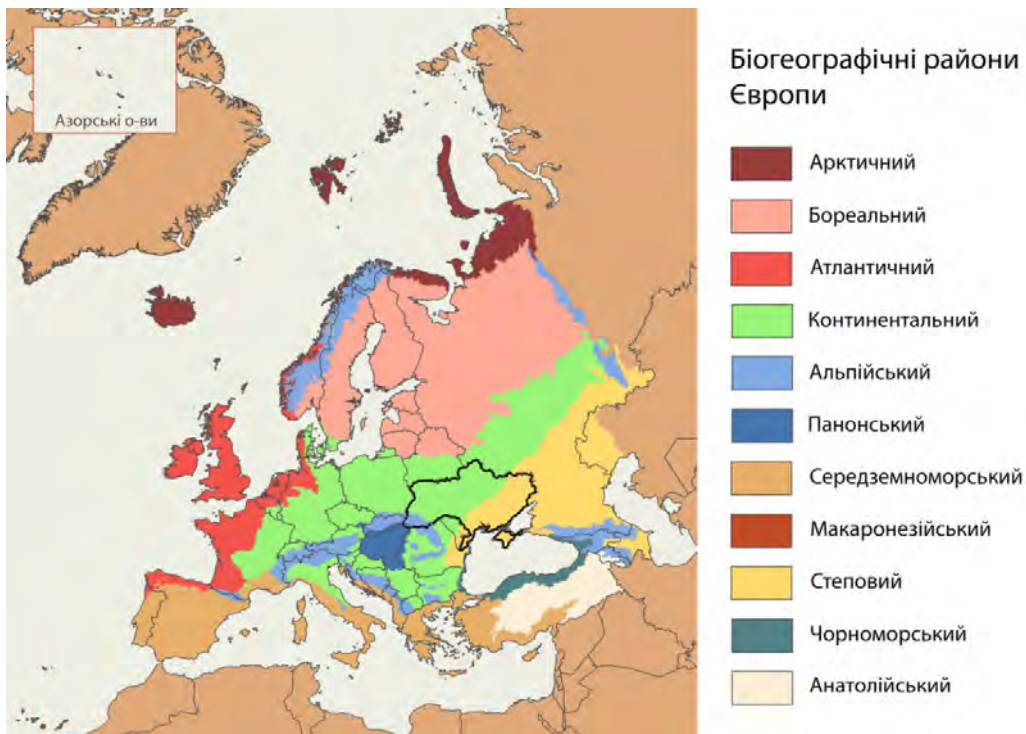 Азорські о-ви
Біогеографічні райони
Європи
Арктичний
Бореальний
Атлантичний
Континентальний
Альпійський
Панонський
Середземноморський
Макаронезійський
Степовий
Чорноморський
Анатолійський